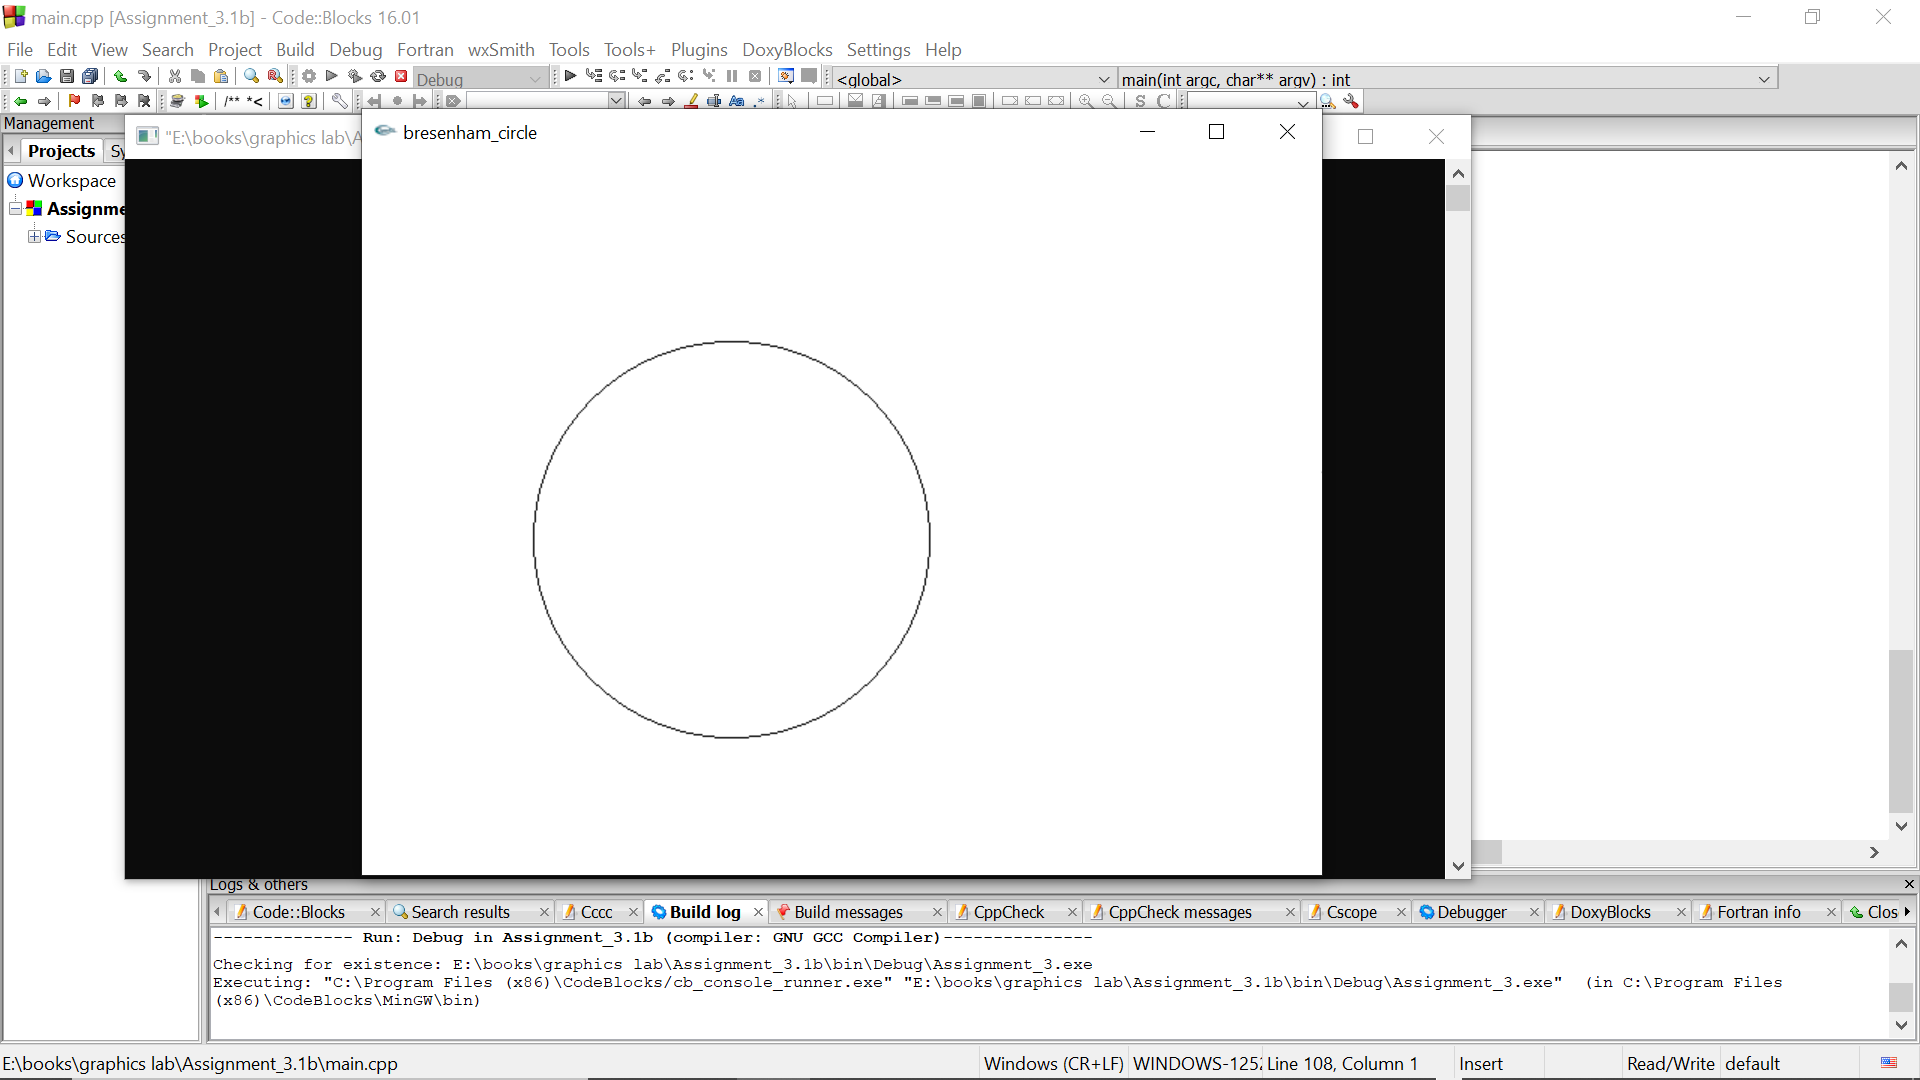 main.cpp [Assignment_3.1b] - Code::Blocks 16.01
File Edit View Search Project Build Debug Fortran wxSmith Tools Tools+ Plugins DoxyBlocks Settings Help
Debug <global> main(int argc, char** argv) : int
/** *<
Management
"E:\books\graphics lab\A
bresenham_circle
Projects Sy
Workspace
Assignme
Sources
Logs & others
Code::Blocks Search results Cccc Build log Build messages CppCheck CppCheck messages Cscope Debugger DoxyBlocks Fortran info Clos
-------------- Run: Debug in Assignment_3.1b (compiler: GNU GCC Compiler)---------------
Checking for existence: E:\books\graphics lab\Assignment_3.1b\bin\Debug\Assignment_3.exe
Executing: "C:\Program Files (x86)\CodeBlocks/cb_console_runner.exe" "E:\books\graphics lab\Assignment_3.1b\bin\Debug\Assignment_3.exe"  (in C:\Program Files
(x86)\CodeBlocks\MinGW\bin)
E:\books\graphics lab\Assignment_3.1b\main.cpp Windows (CR+LF) WINDOWS-1252 Line 108, Column 1 Insert Read/Write default